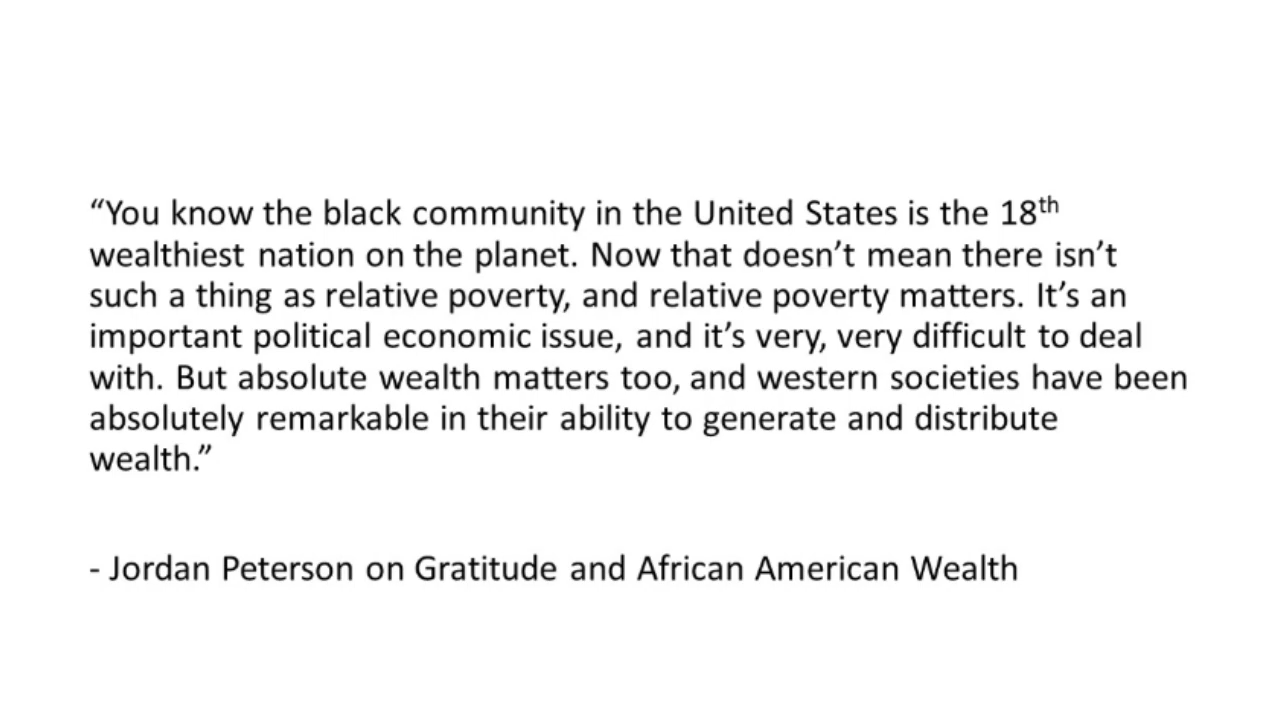 “You know the black community in the United States is the 18th
wealthiest nation on the planet. Now that doesn’t mean there isn’t
such a thing as relative poverty, and relative poverty matters. It’s an
important political economic issue, and it’s very, very difficult to deal
with. But absolute wealth matters too, and western societies have been
absolutely remarkable in their ability to generate and distribute
wealth.”
- Jordan Peterson on Gratitude and African American Wealth